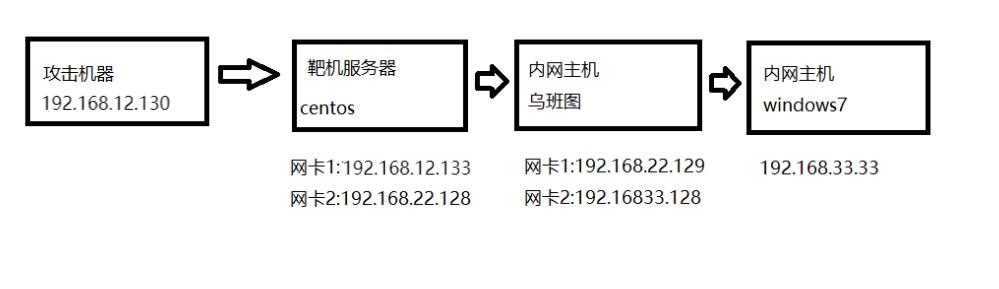 攻击机器
192.168.12.130
靶机服务器
centos
网卡1:192.168.12.133
网卡2:192.168.22.128
内网主机
乌班图
网卡1:192.168.22.129
网卡2:192.16833.128
内网主机
windows7
192.168.33.33